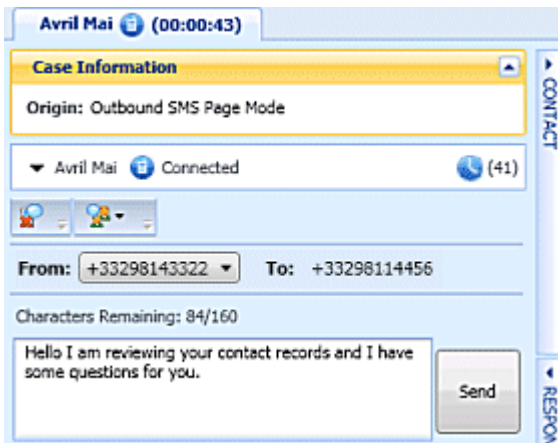 Avril Mai (00:00:43)
Case Information
Origin: Outbound SMS Page Mode
Avril Mai Connected (41)
From: +33298143322 To: +33298114456
Characters Remaining: 84/160
Hello I am reviewing your contact records and I have
some questions for you.
Send
CONTACT
RESPO